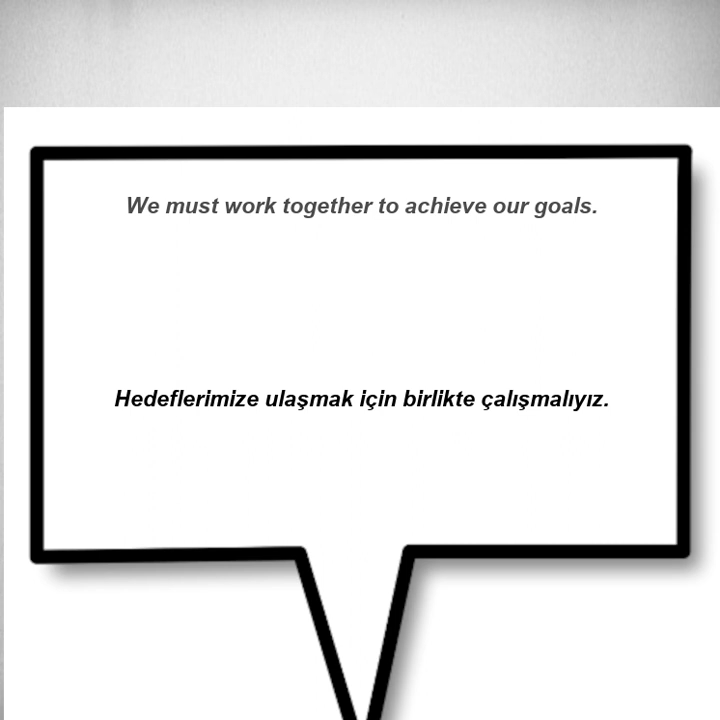 We must work together to achieve our goals.
Hedeflerimize ulaşmak için birlikte çalışmalıyız.